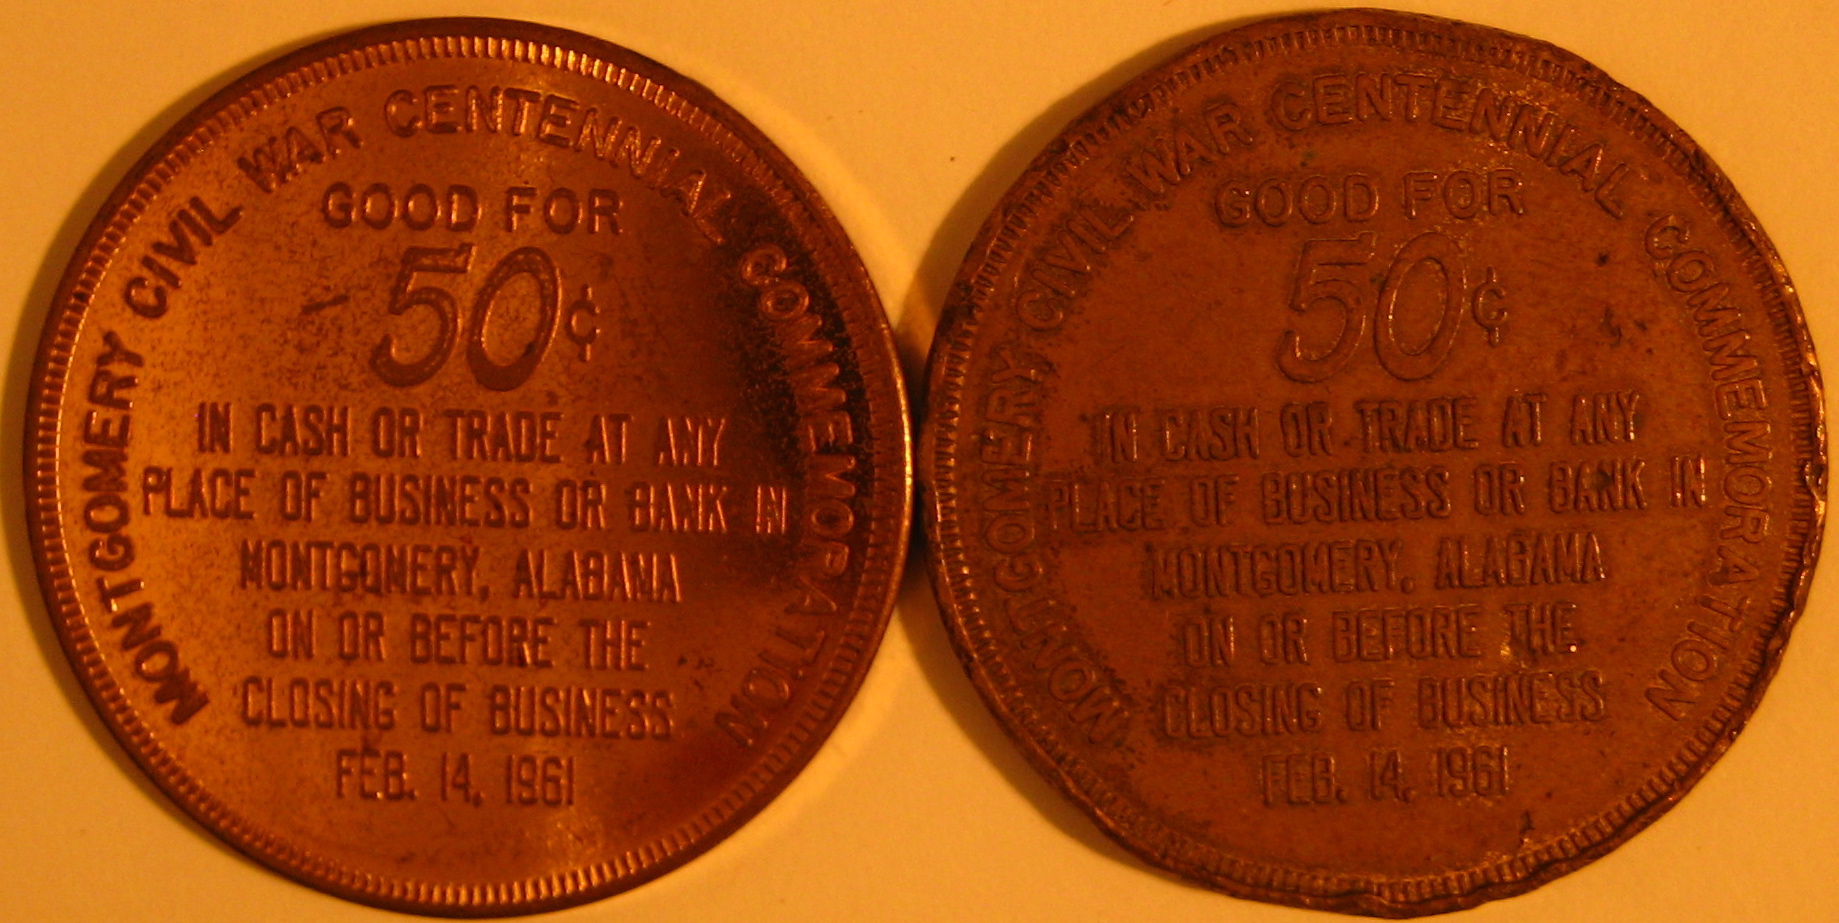 MONTGOMERY CIVIL WAR CENTENNIAL COMMEMORATION
GOOD FOR
50¢
IN CASH OR TRADE AT ANY
PLACE OF BUSINESS OR BANK IN
MONTGOMERY, ALABAMA
ON OR BEFORE THE
CLOSING OF BUSINESS
FEB. 14, 1961
MONTGOMERY CIVIL WAR CENTENNIAL COMMEMORATION
GOOD FOR
50¢
IN CASH OR TRADE AT ANY
PLACE OF BUSINESS OR BANK IN
MONTGOMERY, ALABAMA
ON OR BEFORE THE
CLOSING OF BUSINESS
FEB. 14, 1961